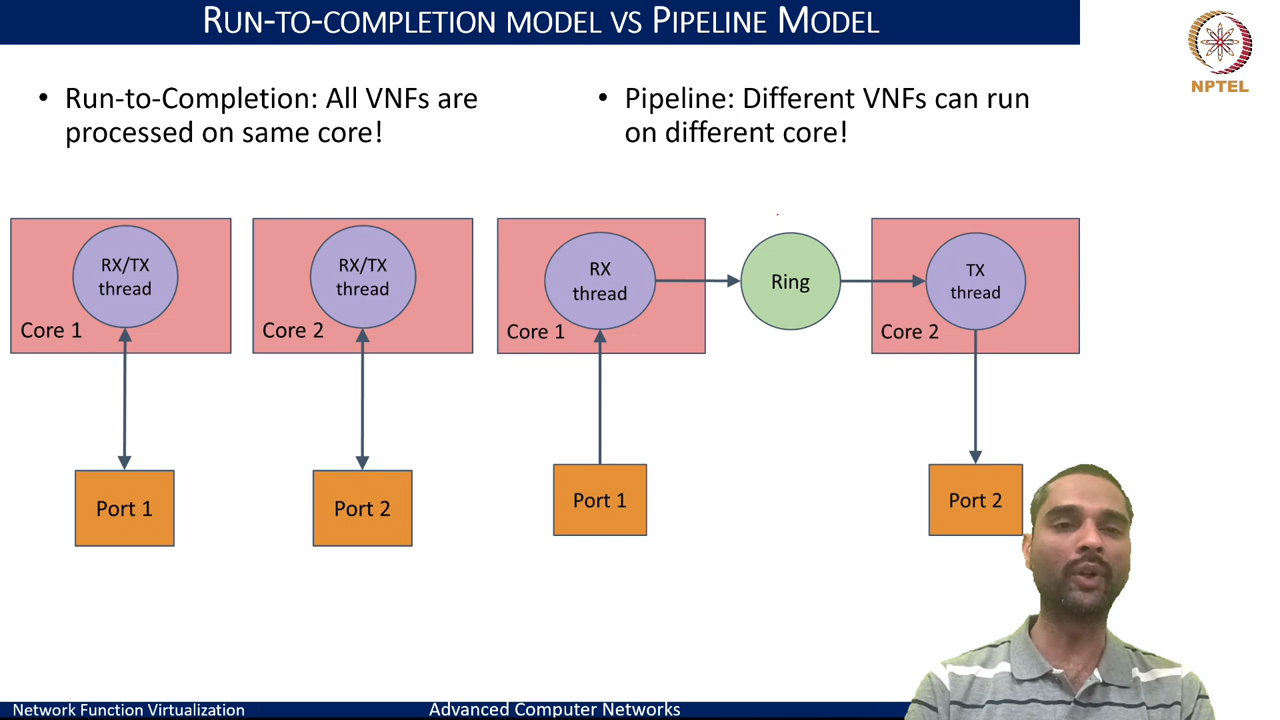 RUN-TO-COMPLETION MODEL VS PIPELINE MODEL
NPTEL
• Run-to-Completion: All VNFs are
processed on same core!
• Pipeline: Different VNFs can run
on different core!
RX/TX
thread
Core 1
RX/TX
thread
Core 2
RX
thread
Core 1
Ring
TX
thread
Core 2
Port 1
Port 2
Port 1
Port 2
Network Function Virtualization
Advanced Computer Networks